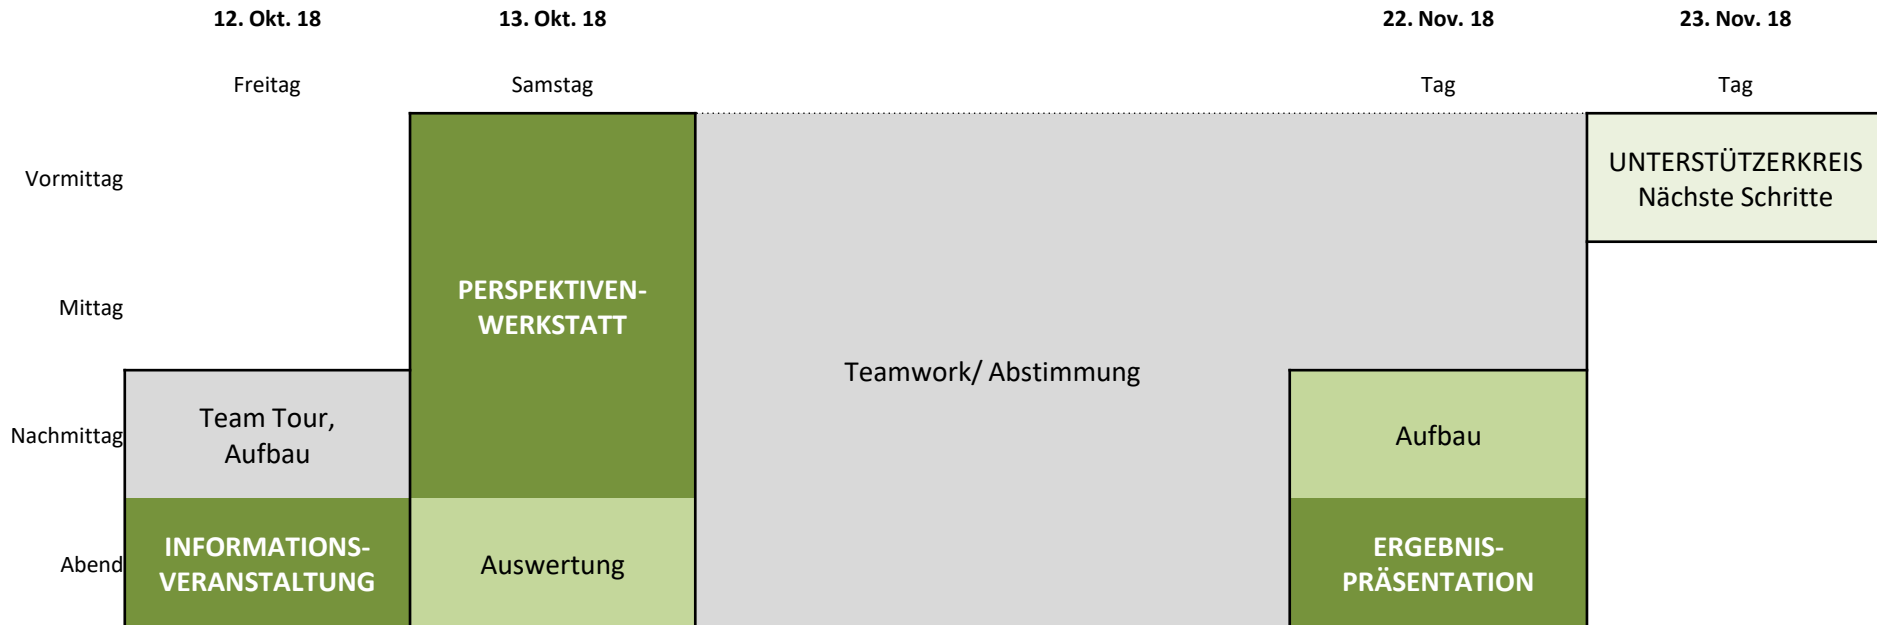 12. Okt. 18
13. Okt. 18
22. Nov. 18
23. Nov. 18
Freitag
Samstag
Tag
Tag
Vormittag
UNTERSTÜTZERKREIS
Nächste Schritte
Mittag
PERSPEKTIVEN-
WERKSTATT
Teamwork/ Abstimmung
Nachmittag
Team Tour,
Aufbau
Aufbau
Abend
INFORMATIONS-
VERANSTALTUNG
Auswertung
ERGEBNIS-
PRÄSENTATION